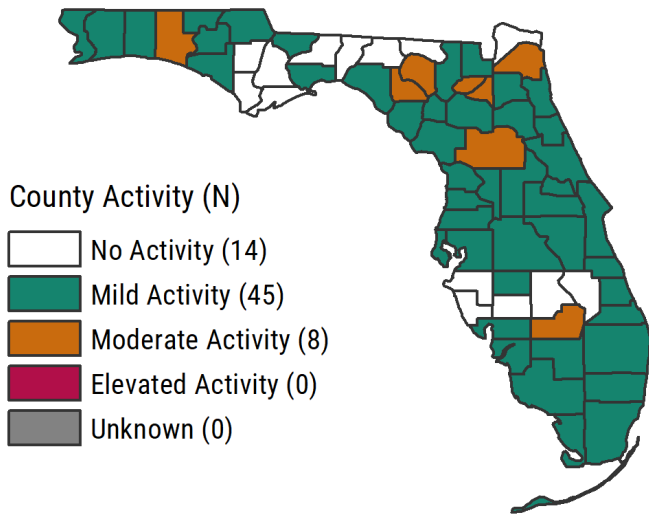 County Activity (N)
No Activity (14)
Mild Activity (45)
Moderate Activity (8)
Elevated Activity (0)
Unknown (0)